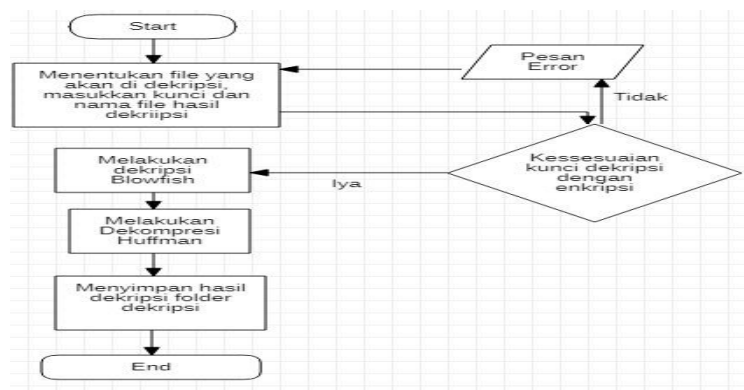 Start
Menentukan file yang
akan di dekripsi,
masukkan kunci dan
nama file hasil
dekriipsi
Pesan
Error
Tidak
Kessesuaian
kunci dekripsi
dengan
enkripsi
Iya
Melakukan
dekripsi
Blowfish
Melakukan
Dekompresi
Huffman
Menyimpan hasil
dekripsi folder
dekripsi
End